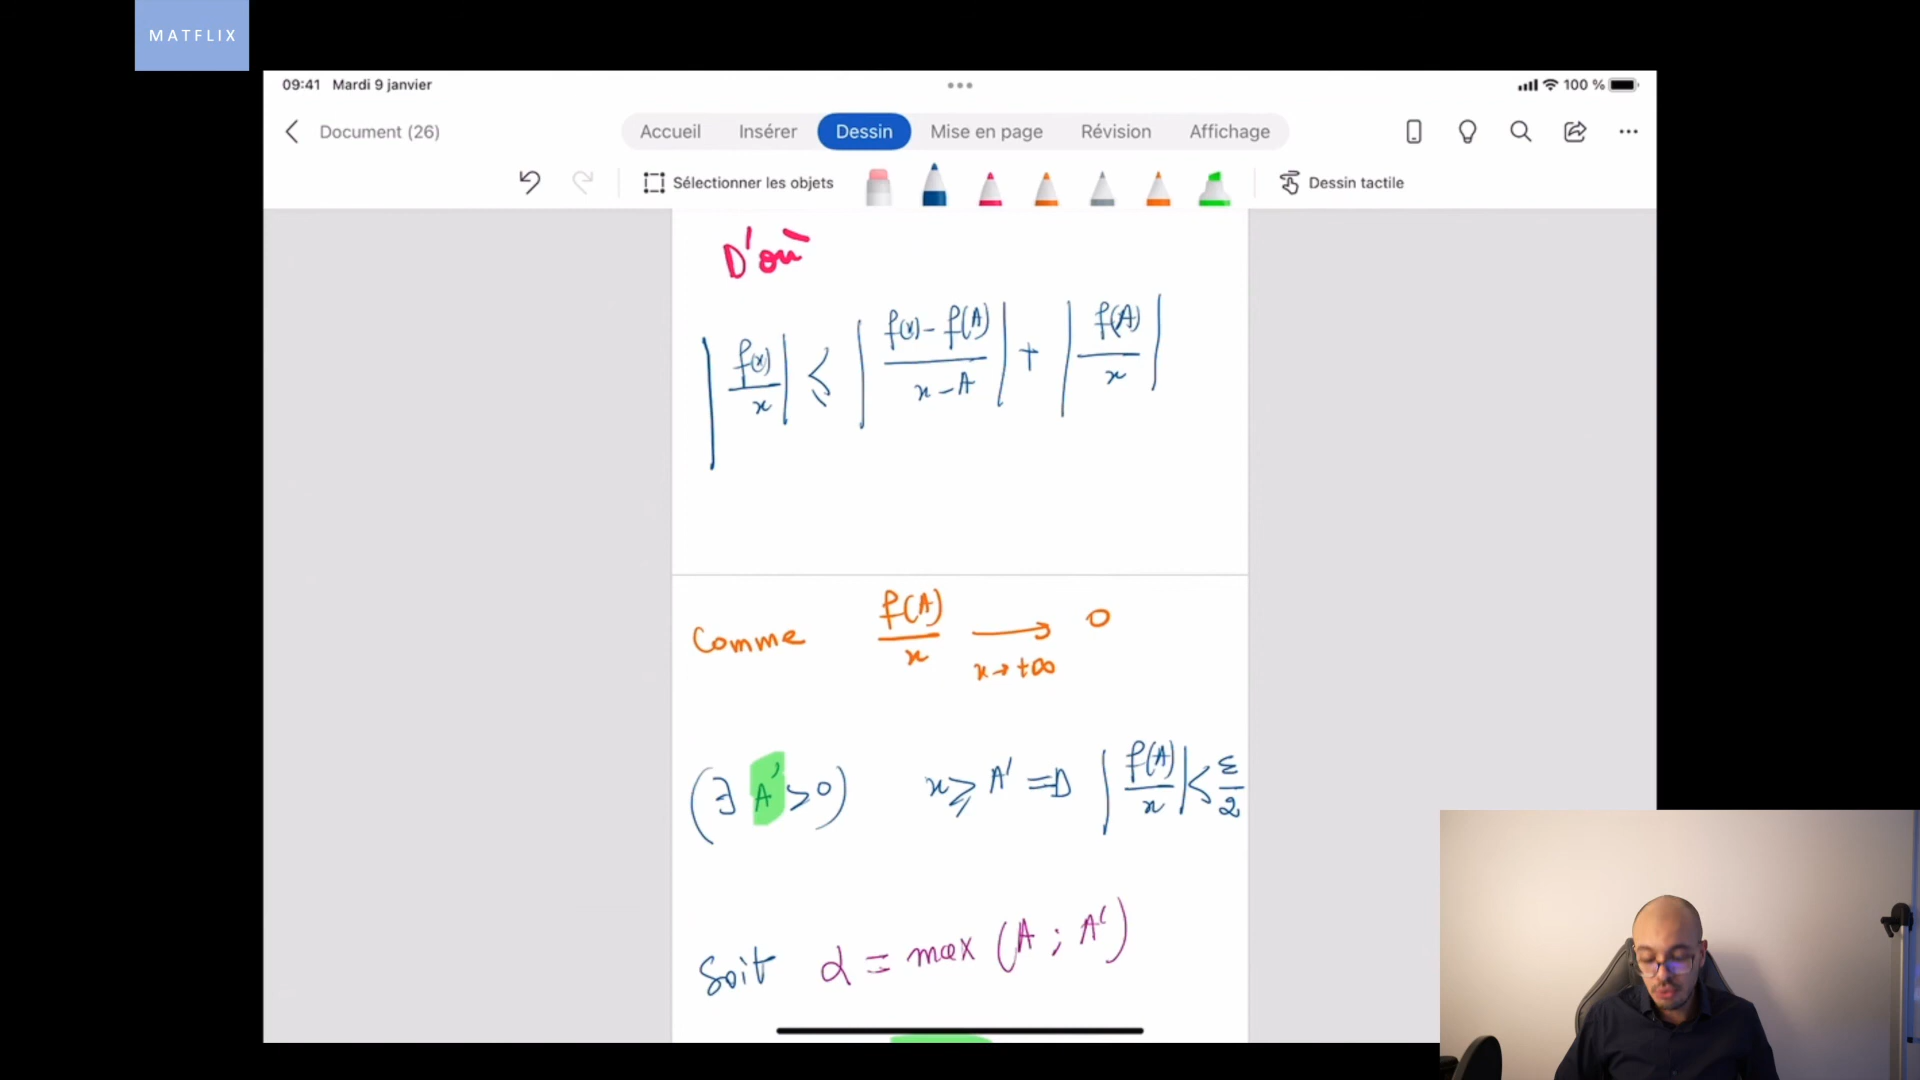 MATFLIX
09:41 Mardi 9 janvier
100 %
Document (26)
Accueil Insérer Dessin Mise en page Révision Affichage
Sélectionner les objets
Dessin tactile
D'où
|f(x)/x| ≤ |f(x) - f(A)/x - A| + |f(A)/x|
Comme f(A)/x → 0
x → +∞
(∃ A' > 0) x ≥ A' ⇒ |f(A)/x| < ε/2
Soit α = max (A ; A')